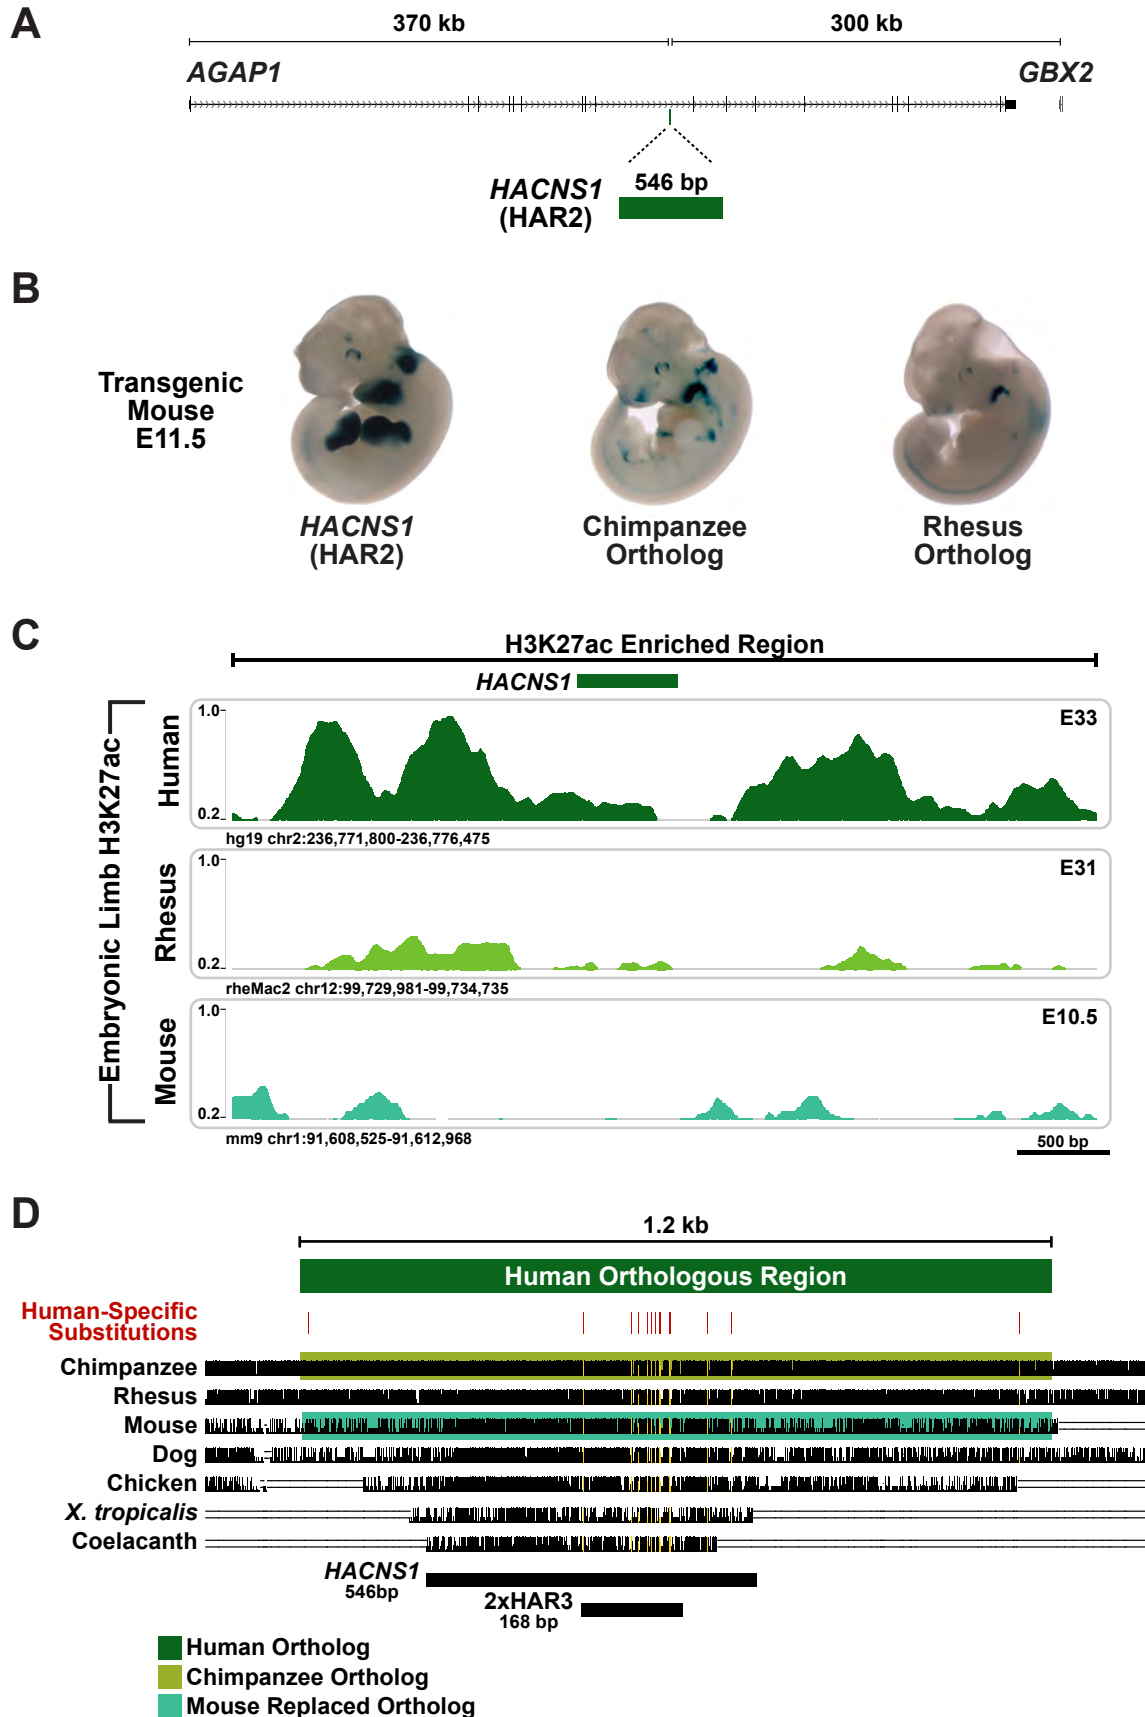 A
370 kb
300 kb
AGAP1
GBX2
HACNS1
(HAR2)
546 bp
B
Transgenic
Mouse
E11.5
HACNS1
(HAR2)
Chimpanzee
Ortholog
Rhesus
Ortholog
C
H3K27ac Enriched Region
HACNS1
Embryonic Limb H3K27ac
Human
1.0
0.2
E33
hg19 chr2:236,771,800-236,776,475
Rhesus
1.0
0.2
E31
rheMac2 chr12:99,729,981-99,734,735
Mouse
1.0
0.2
E10.5
mm9 chr1:91,608,525-91,612,968
500 bp
D
1.2 kb
Human Orthologous Region
Human-Specific
Substitutions
Chimpanzee
Rhesus
Mouse
Dog
Chicken
X. tropicalis
Coelacanth
HACNS1
546bp
2xHAR3
168 bp
Human Ortholog
Chimpanzee Ortholog
Mouse Replaced Ortholog